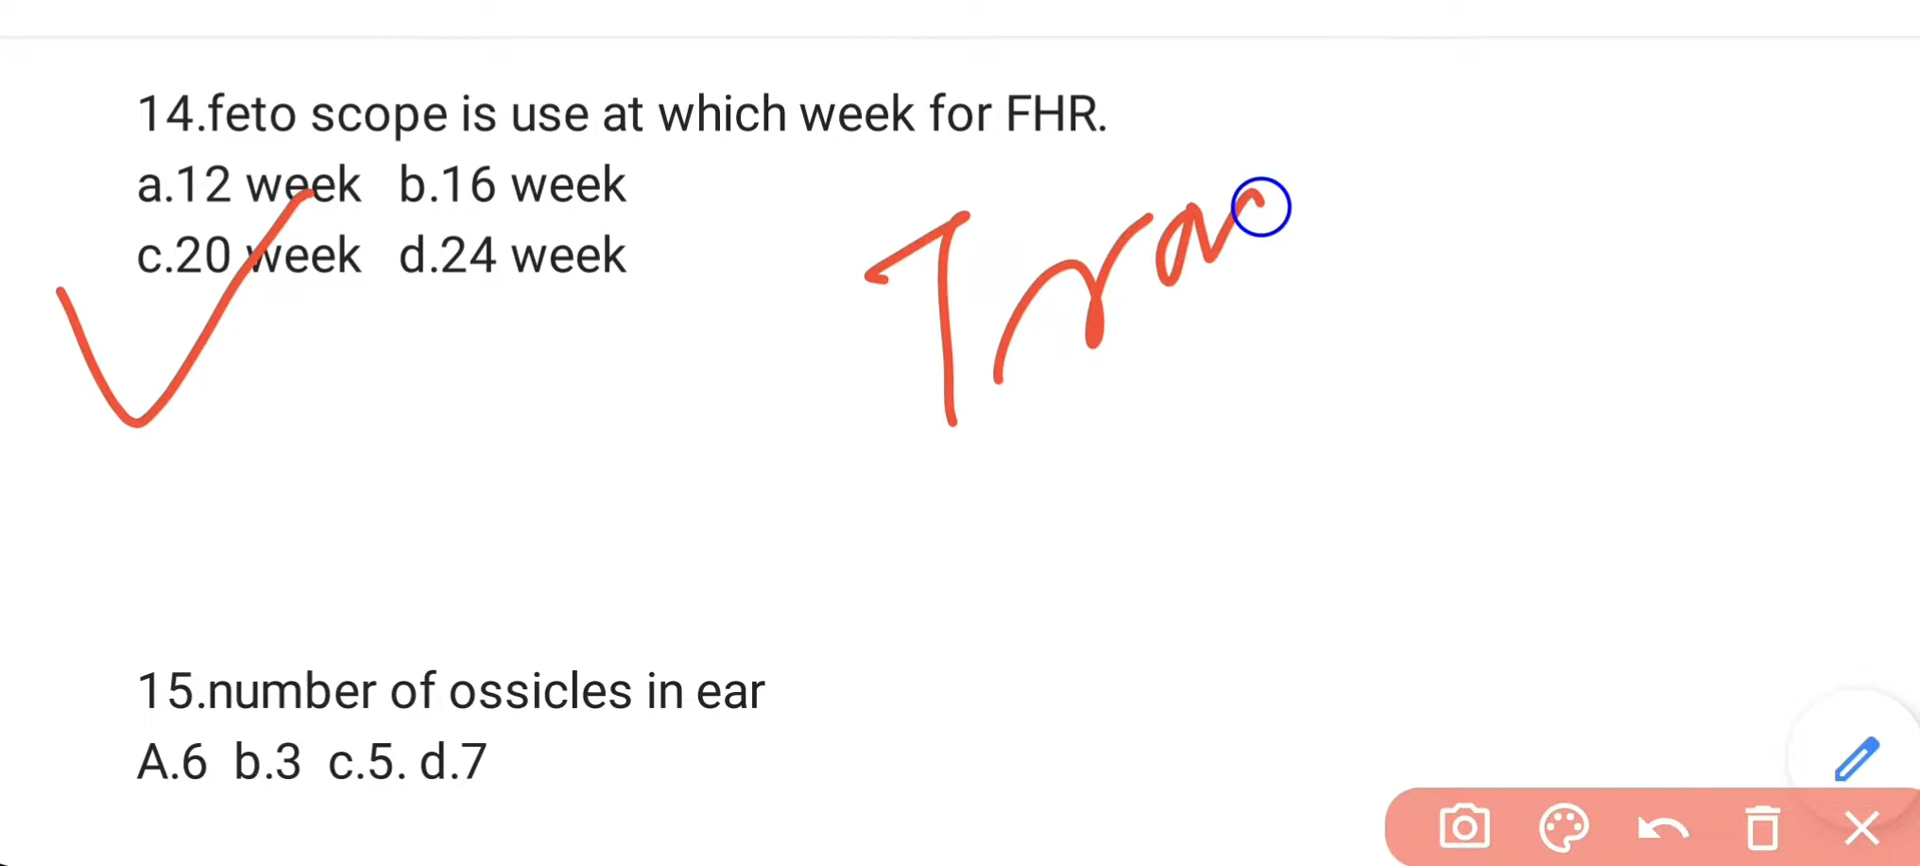 14.feto scope is use at which week for FHR.
a.12 week b.16 week
c.20 week d.24 week
Tra
15.number of ossicles in ear
A.6 b.3 c.5. d.7